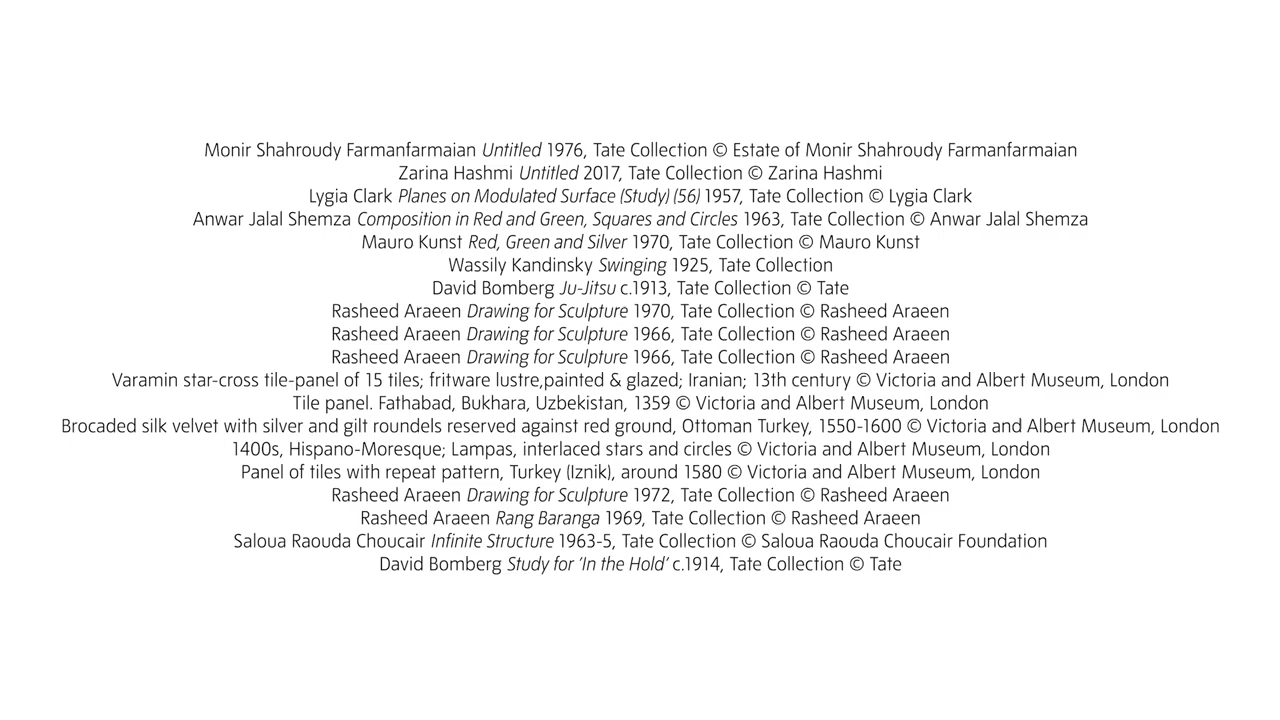 Monir Shahroudy Farmanfarmaian Untitled 1976, Tate Collection © Estate of Monir Shahroudy Farmanfarmaian
Zarina Hashmi Untitled 2017, Tate Collection © Zarina Hashmi
Lygia Clark Planes on Modulated Surface (Study) (56) 1957, Tate Collection © Lygia Clark
Anwar Jalal Shemza Composition in Red and Green, Squares and Circles 1963, Tate Collection © Anwar Jalal Shemza
Mauro Kunst Red, Green and Silver 1970, Tate Collection © Mauro Kunst
Wassily Kandinsky Swinging 1925, Tate Collection
David Bomberg Ju-Jitsu c.1913, Tate Collection © Tate
Rasheed Araeen Drawing for Sculpture 1970, Tate Collection © Rasheed Araeen
Rasheed Araeen Drawing for Sculpture 1966, Tate Collection © Rasheed Araeen
Rasheed Araeen Drawing for Sculpture 1966, Tate Collection © Rasheed Araeen
Varamin star-cross tile-panel of 15 tiles; fritware lustre,painted & glazed; Iranian; 13th century © Victoria and Albert Museum, London
Tile panel. Fathabad, Bukhara, Uzbekistan, 1359 © Victoria and Albert Museum, London
Brocaded silk velvet with silver and gilt roundels reserved against red ground, Ottoman Turkey, 1550-1600 © Victoria and Albert Museum, London
1400s, Hispano-Moresque; Lampas, interlaced stars and circles © Victoria and Albert Museum, London
Panel of tiles with repeat pattern, Turkey (Iznik), around 1580 © Victoria and Albert Museum, London
Rasheed Araeen Drawing for Sculpture 1972, Tate Collection © Rasheed Araeen
Rasheed Araeen Rang Baranga 1969, Tate Collection © Rasheed Araeen
Saloua Raouda Choucair Infinite Structure 1963-5, Tate Collection © Saloua Raouda Choucair Foundation
David Bomberg Study for ‘In the Hold’ c.1914, Tate Collection © Tate